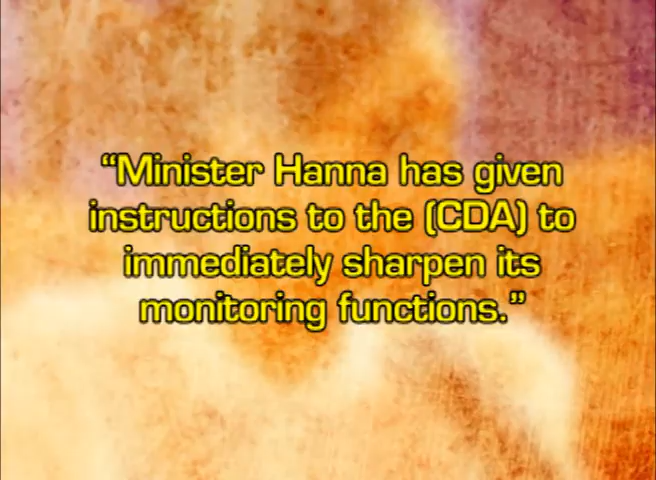 “Minister Hanna has given
instructions to the (CDA) to
immediately sharpen its
monitoring functions.”